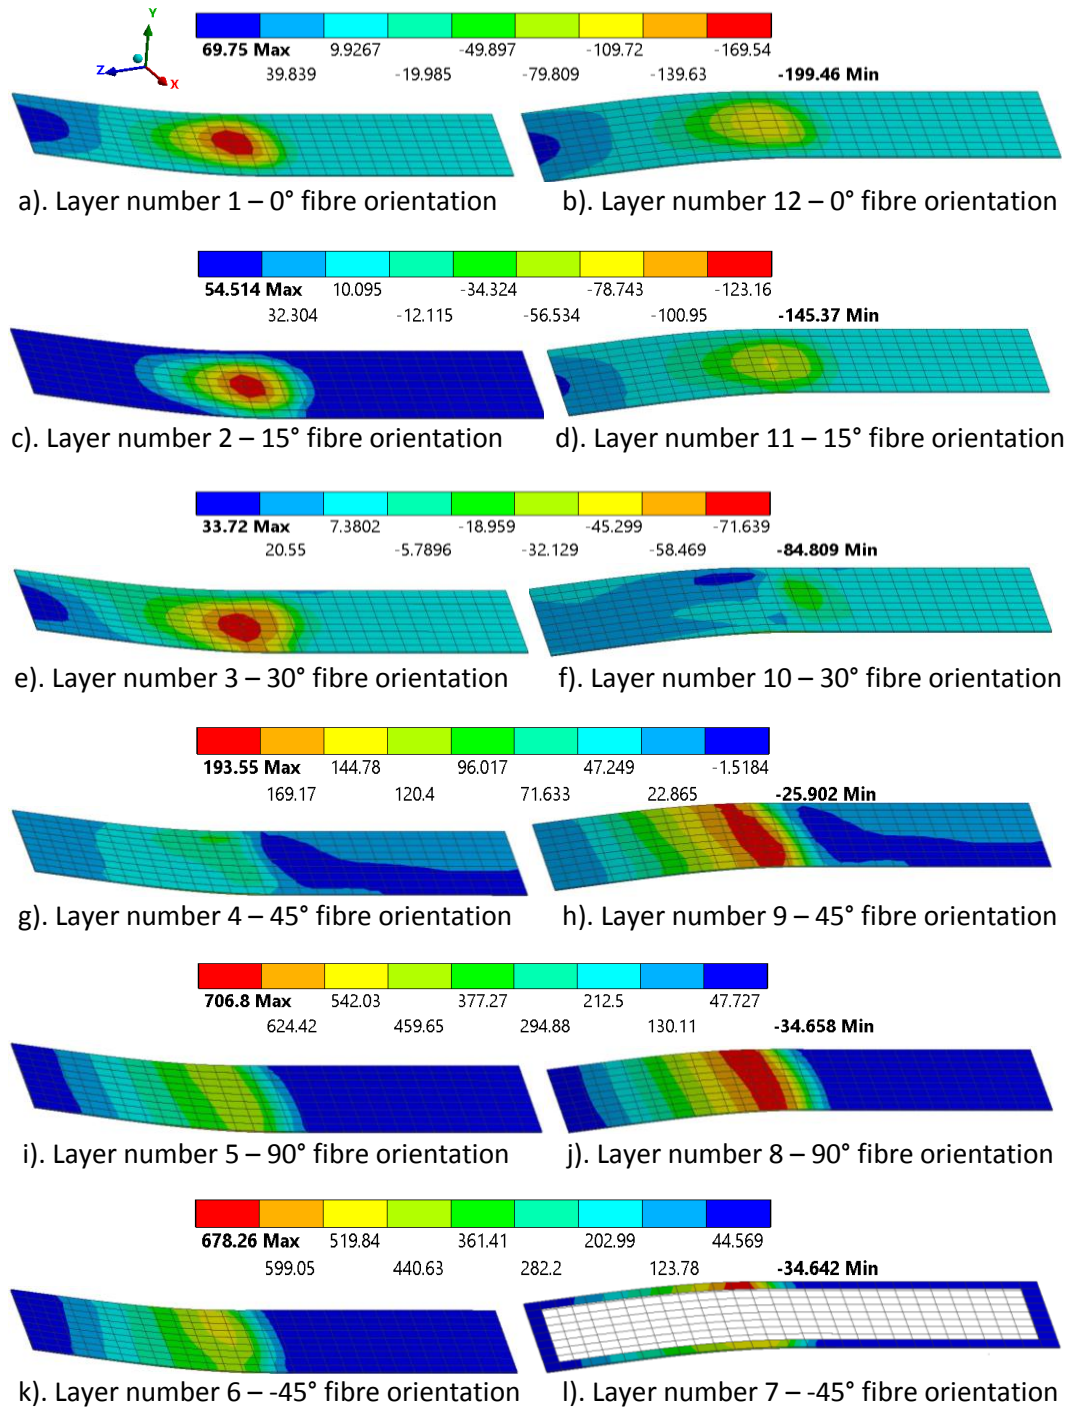 Y
Z
X
69.75 Max 9.9267 -49.897 -109.72 -169.54
39.839 -19.985 -79.809 -139.63 -199.46 Min
a). Layer number 1 – 0° fibre orientation
b). Layer number 12 – 0° fibre orientation
54.514 Max 10.095 -34.324 -78.743 -123.16
32.304 -12.115 -56.534 -100.95 -145.37 Min
c). Layer number 2 – 15° fibre orientation
d). Layer number 11 – 15° fibre orientation
33.72 Max 7.3802 -18.959 -45.299 -71.639
20.55 -5.7896 -32.129 -58.469 -84.809 Min
e). Layer number 3 – 30° fibre orientation
f). Layer number 10 – 30° fibre orientation
193.55 Max 144.78 96.017 47.249 -1.5184
169.17 120.4 71.633 22.865 -25.902 Min
g). Layer number 4 – 45° fibre orientation
h). Layer number 9 – 45° fibre orientation
706.8 Max 542.03 377.27 212.5 47.727
624.42 459.65 294.88 130.11 -34.658 Min
i). Layer number 5 – 90° fibre orientation
j). Layer number 8 – 90° fibre orientation
678.26 Max 519.84 361.41 202.99 44.569
599.05 440.63 282.2 123.78 -34.642 Min
k). Layer number 6 – -45° fibre orientation
l). Layer number 7 – -45° fibre orientation